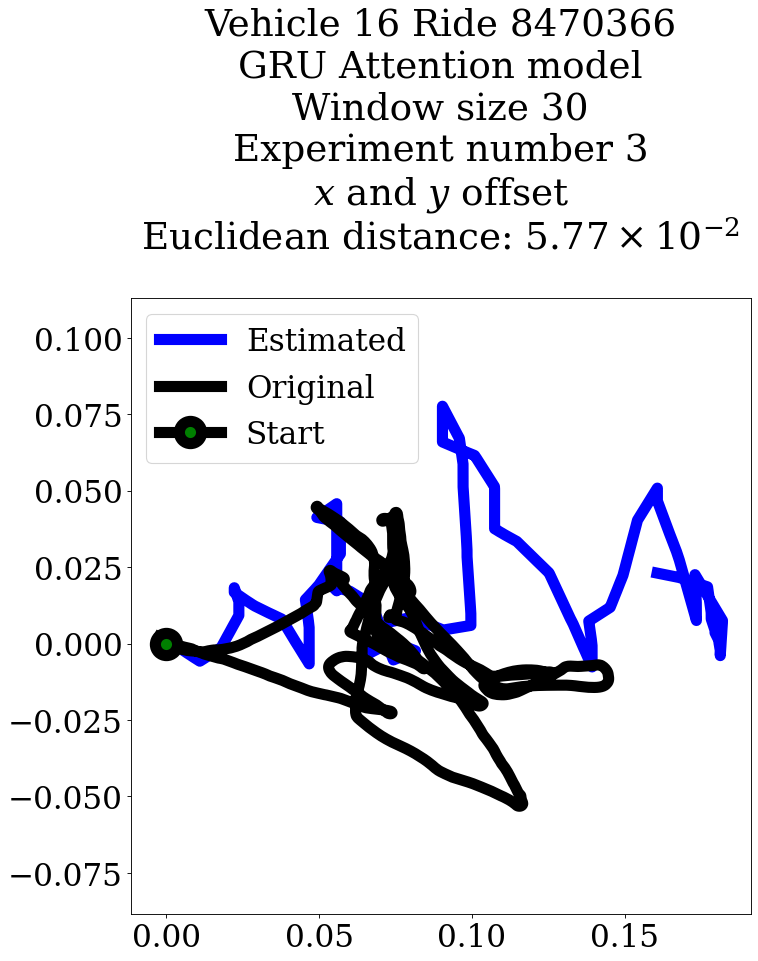 Vehicle 16 Ride 8470366
GRU Attention model
Window size 30
Experiment number 3
x and y offset
Euclidean distance: 5.77 × 10⁻²
Estimated
Original
Start
0.100
0.075
0.050
0.025
0.000
−0.025
−0.050
−0.075
0.00 0.05 0.10 0.15